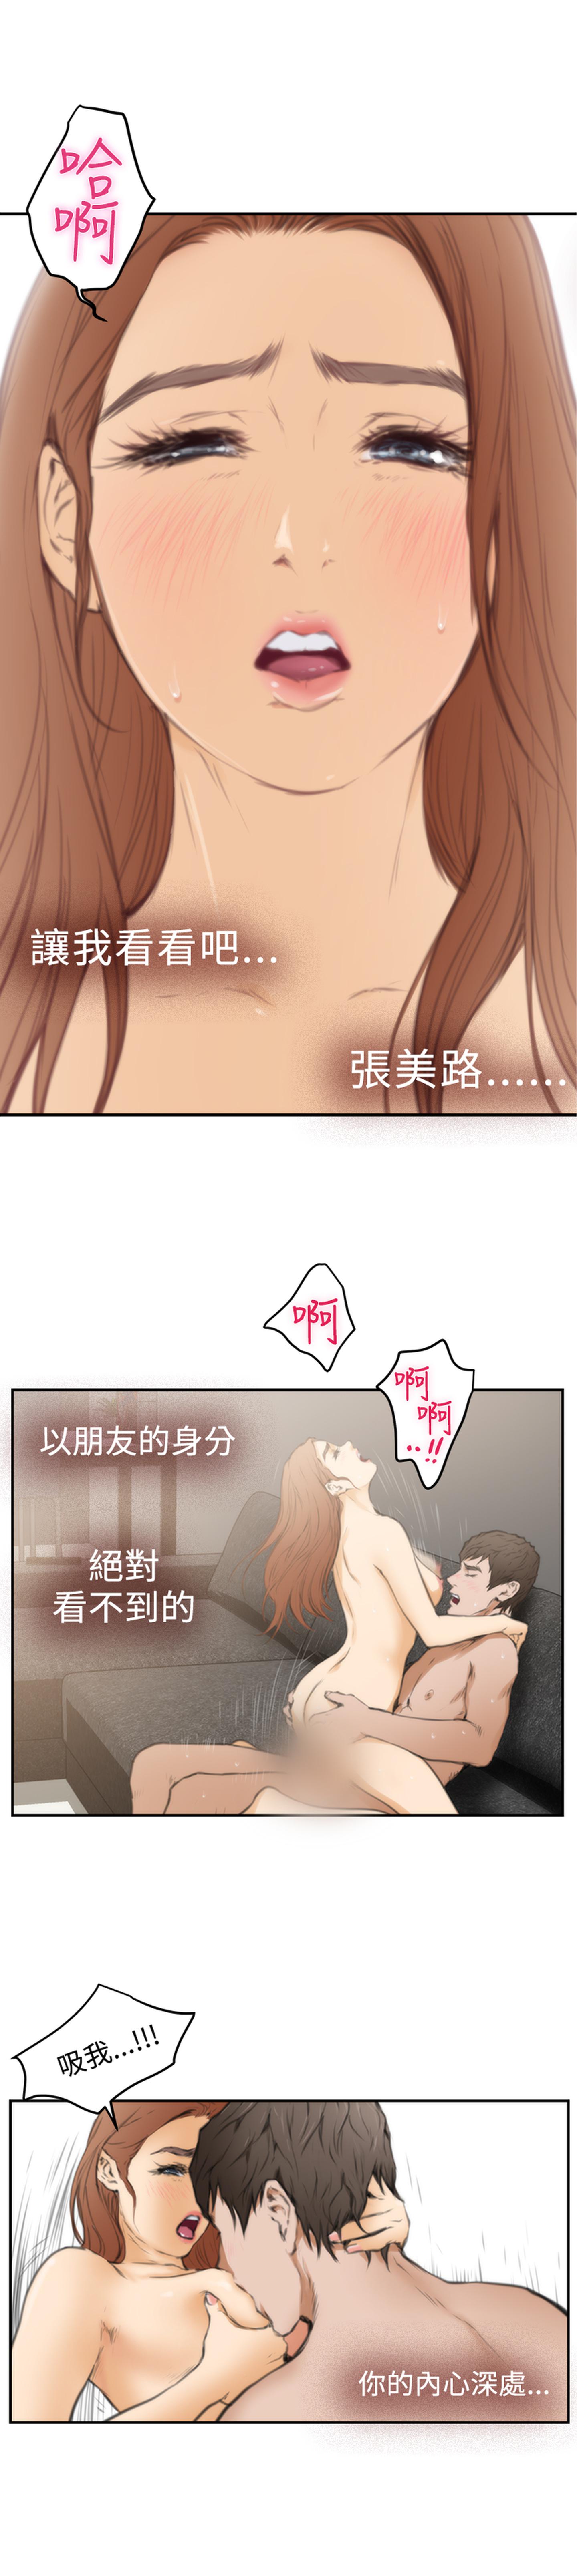 哈
啊
讓我看看吧...
張美路......
啊
啊
啊
..!!
以朋友的身分
絕對
看不到的
吸我...!!!
你的內心深處...